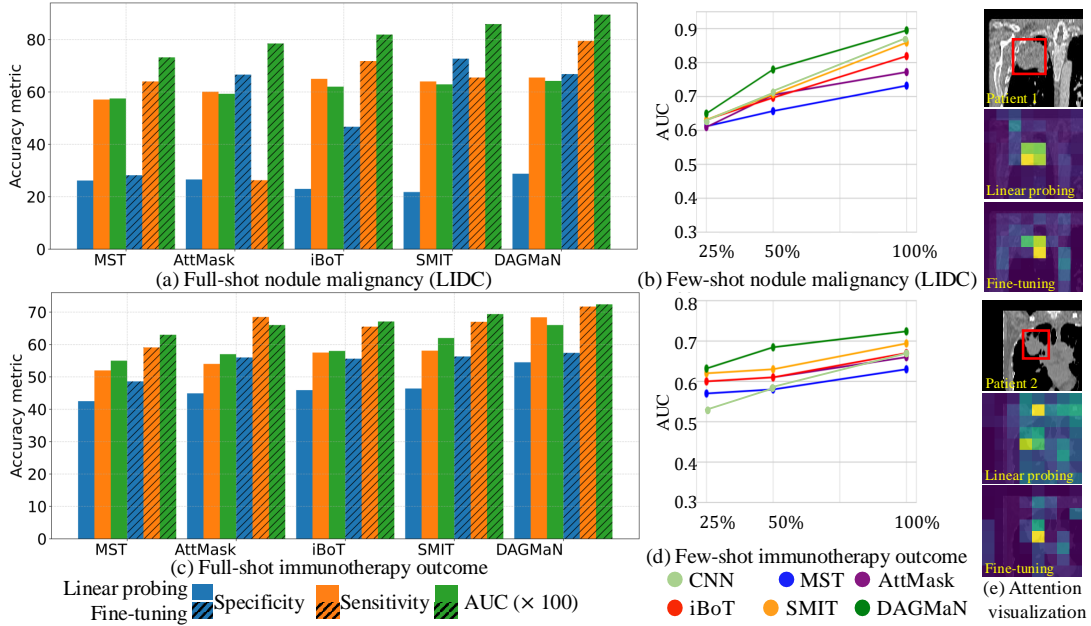 Accuracy metric
80
60
40
20
0
MST AttMask iBoT SMIT DAGMaN
(a) Full-shot nodule malignancy (LIDC)
AUC
0.9
0.8
0.7
0.6
0.5
0.4
0.3
25% 50% 100%
(b) Few-shot nodule malignancy (LIDC)
Patient 1
Linear probing
Fine-tuning
Accuracy metric
70
60
50
40
30
20
10
0
MST AttMask iBoT SMIT DAGMaN
(c) Full-shot immunotherapy outcome
AUC
0.8
0.7
0.6
0.5
0.4
0.3
25% 50% 100%
(d) Few-shot immunotherapy outcome
Patient 2
Linear probing
Fine-tuning
Linear probing
Fine-tuning
Specificity Sensitivity AUC (× 100)
CNN MST AttMask
iBoT SMIT DAGMaN
(e) Attention
visualization